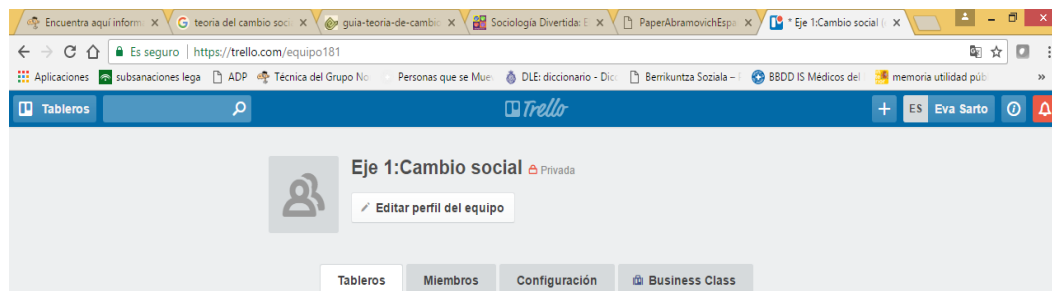 Encuentra aquí inform teoria del cambio soci guia-teoria-de-cambio Sociología Divertida: E PaperAbramovichEspa * Eje 1:Cambio social (
Es seguro https://trello.com/equipo181
Aplicaciones subsanaciones lega ADP Técnica del Grupo No Personas que se Muev DLE: diccionario - Dicc Berrikuntza Soziala – BBDD IS Médicos del memoria utilidad púb »
Tableros Trello + ES Eva Sarto
Eje 1:Cambio social Privada
Editar perfil del equipo
Tableros Miembros Configuración Business Class